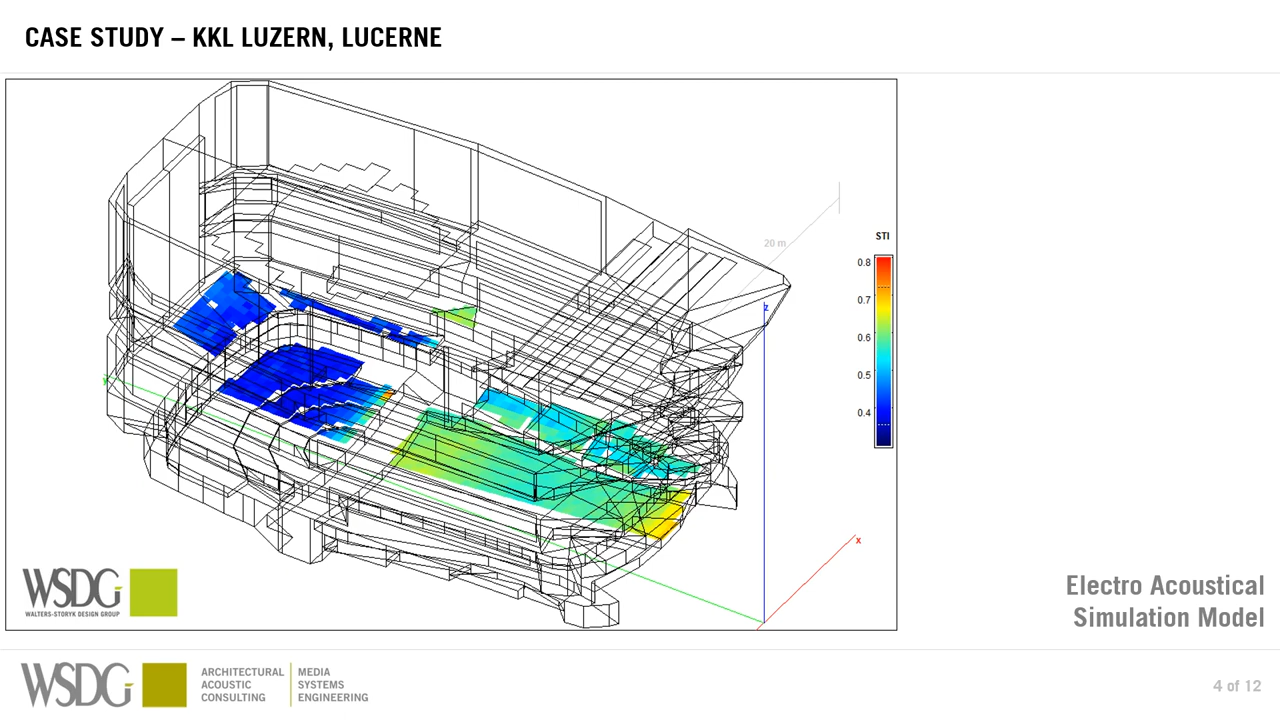 CASE STUDY – KKL LUZERN, LUCERNE
20 m
STI
0.8
0.7
0.6
0.5
0.4
z
y
x
WSDG
WALTERS-STORYK DESIGN GROUP
Electro Acoustical
Simulation Model
WSDG
ARCHITECTURAL
ACOUSTIC
CONSULTING
MEDIA
SYSTEMS
ENGINEERING
4 of 12